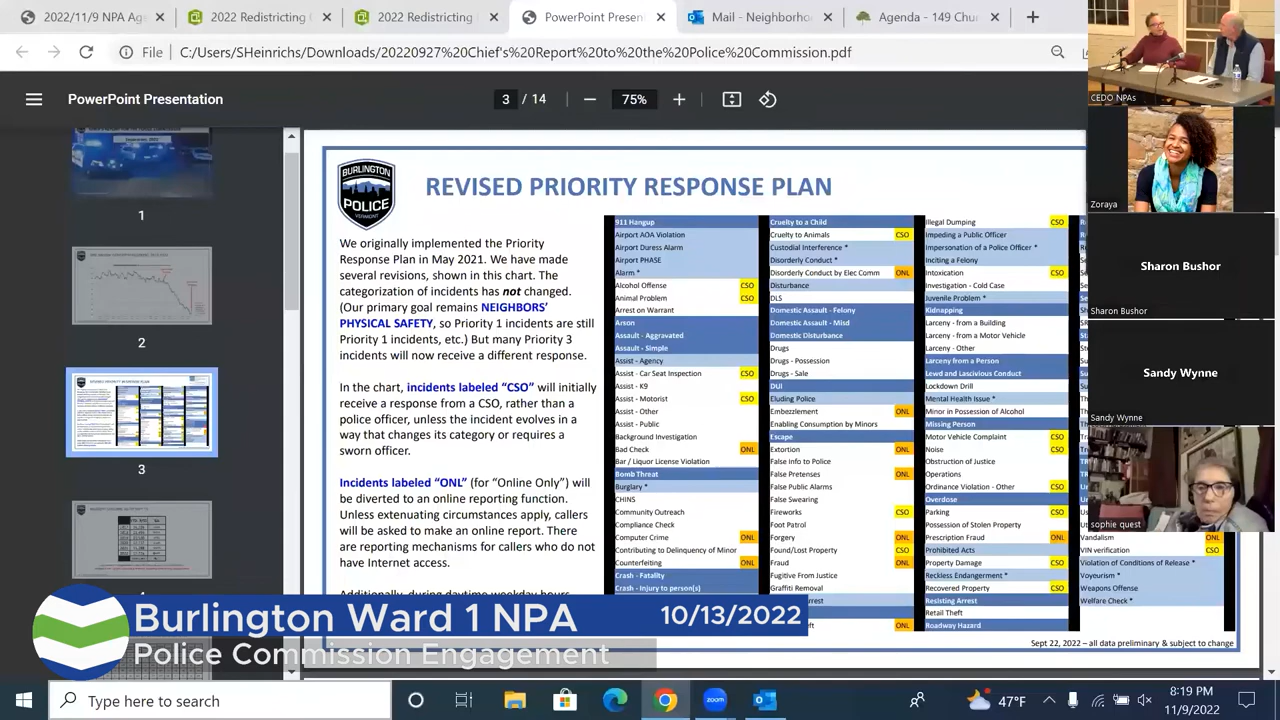 2022/11/9 NPA Ag
2022 Redistricting
2022 Redistricting
PowerPoint Presen
Mail - Neighborho
Agenda - 149 Chu
File
C:/Users/SHeinrichs/Downloads/20220927%20Chief's%20Report%20to%20the%20Police%20Commission.pdf
PowerPoint Presentation
3 / 14
75%
1
2
3
BURLINGTON
POLICE
VERMONT
REVISED PRIORITY RESPONSE PLAN
We originally implemented the Priority
Response Plan in May 2021. We have made
several revisions, shown in this chart. The
categorization of incidents has not changed.
(Our primary goal remains NEIGHBORS'
PHYSICAL SAFETY, so Priority 1 incidents are still
Priority 1 incidents, etc.) But many Priority 3
incidents will now receive a different response.
In the chart, incidents labeled "CSO" will initially
receive a response from a CSO, rather than a
police officer, unless the incident evolves in a
way that changes its category or requires a
sworn officer.
Incidents labeled "ONL" (for "Online Only") will
be diverted to an online reporting function.
Unless extenuating circumstances apply, callers
will be asked to make an online report. There
are reporting mechanisms for callers who do not
have Internet access.
911 Hangup
Airport AOA Violation
Airport Duress Alarm
Airport PHASE
Alarm *
Alcohol Offense CSO
Animal Problem CSO
Arrest on Warrant
Arson
Assault - Aggravated
Assault - Simple
Assist - Agency
Assist - Car Seat Inspection CSO
Assist - K9
Assist - Motorist CSO
Assist - Other
Assist - Public
Background Investigation
Bad Check ONL
Bar / Liquor License Violation
Bomb Threat
Burglary *
CHINS
Community Outreach
Compliance Check
Computer Crime ONL
Contributing to Delinquency of Minor
Counterfeiting ONL
Crash - Fatality
Crash - Injury to person(s)
Cruelty to a Child
Cruelty to Animals CSO
Custodial Interference *
Disorderly Conduct *
Disorderly Conduct by Elec Comm ONL
Disturbance
DLS
Domestic Assault - Felony
Domestic Assault - Misd
Domestic Disturbance
Drugs
Drugs - Possession
Drugs - Sale
DUI
Eluding Police
Embezzlement ONL
Enabling Consumption by Minors
Escape
Extortion ONL
False Info to Police
False Pretenses ONL
False Public Alarms
False Swearing
Fireworks CSO
Foot Patrol
Forgery ONL
Found/Lost Property CSO
Fraud ONL
Fugitive From Justice
Graffiti Removal
ONL
Illegal Dumping CSO
Impeding a Public Officer
Impersonation of a Police Officer *
Inciting a Felony
Intoxication CSO
Investigation - Cold Case
Juvenile Problem *
Kidnapping
Larceny - from a Building
Larceny - from a Motor Vehicle
Larceny - Other
Larceny from a Person
Lewd and Lascivious Conduct
Lockdown Drill
Mental Health Issue *
Minor in Possession of Alcohol
Missing Person
Motor Vehicle Complaint CSO
Noise CSO
Obstruction of Justice
Operations
Ordinance Violation - Other CSO
Overdose
Parking CSO
Possession of Stolen Property
Prescription Fraud ONL
Prohibited Acts
Property Damage CSO
Reckless Endangerment *
Recovered Property CSO
Resisting Arrest
Retail Theft
Roadway Hazard
Vandalism ONL
VIN verification CSO
Violation of Conditions of Release *
Voyeurism *
Weapons Offense
Welfare Check *
Sept 22, 2022 – all data preliminary & subject to change
CEDO NPAs
Zoraya
Sharon Bushor
Sharon Bushor
Sandy Wynne
Sandy Wynne
sophie quest
Burlington Ward 1 NPA
10/13/2022
Police Commission Engagement
Type here to search
47°F
8:19 PM
11/9/2022